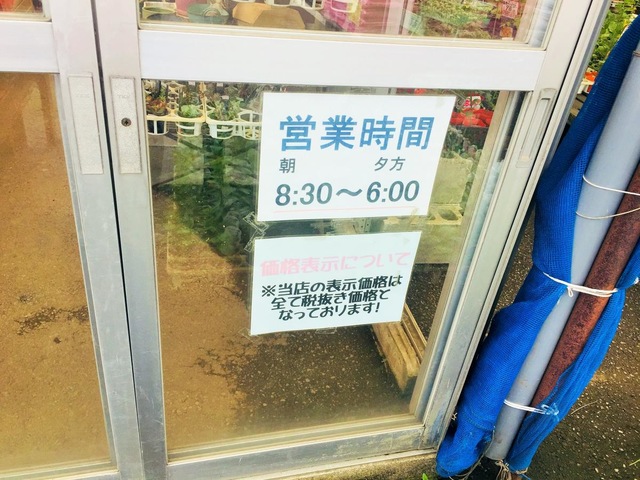 営業時間
朝 夕方
8:30～6:00
価格表示について
※当店の表示価格は
全て税抜き価格と
なっております!